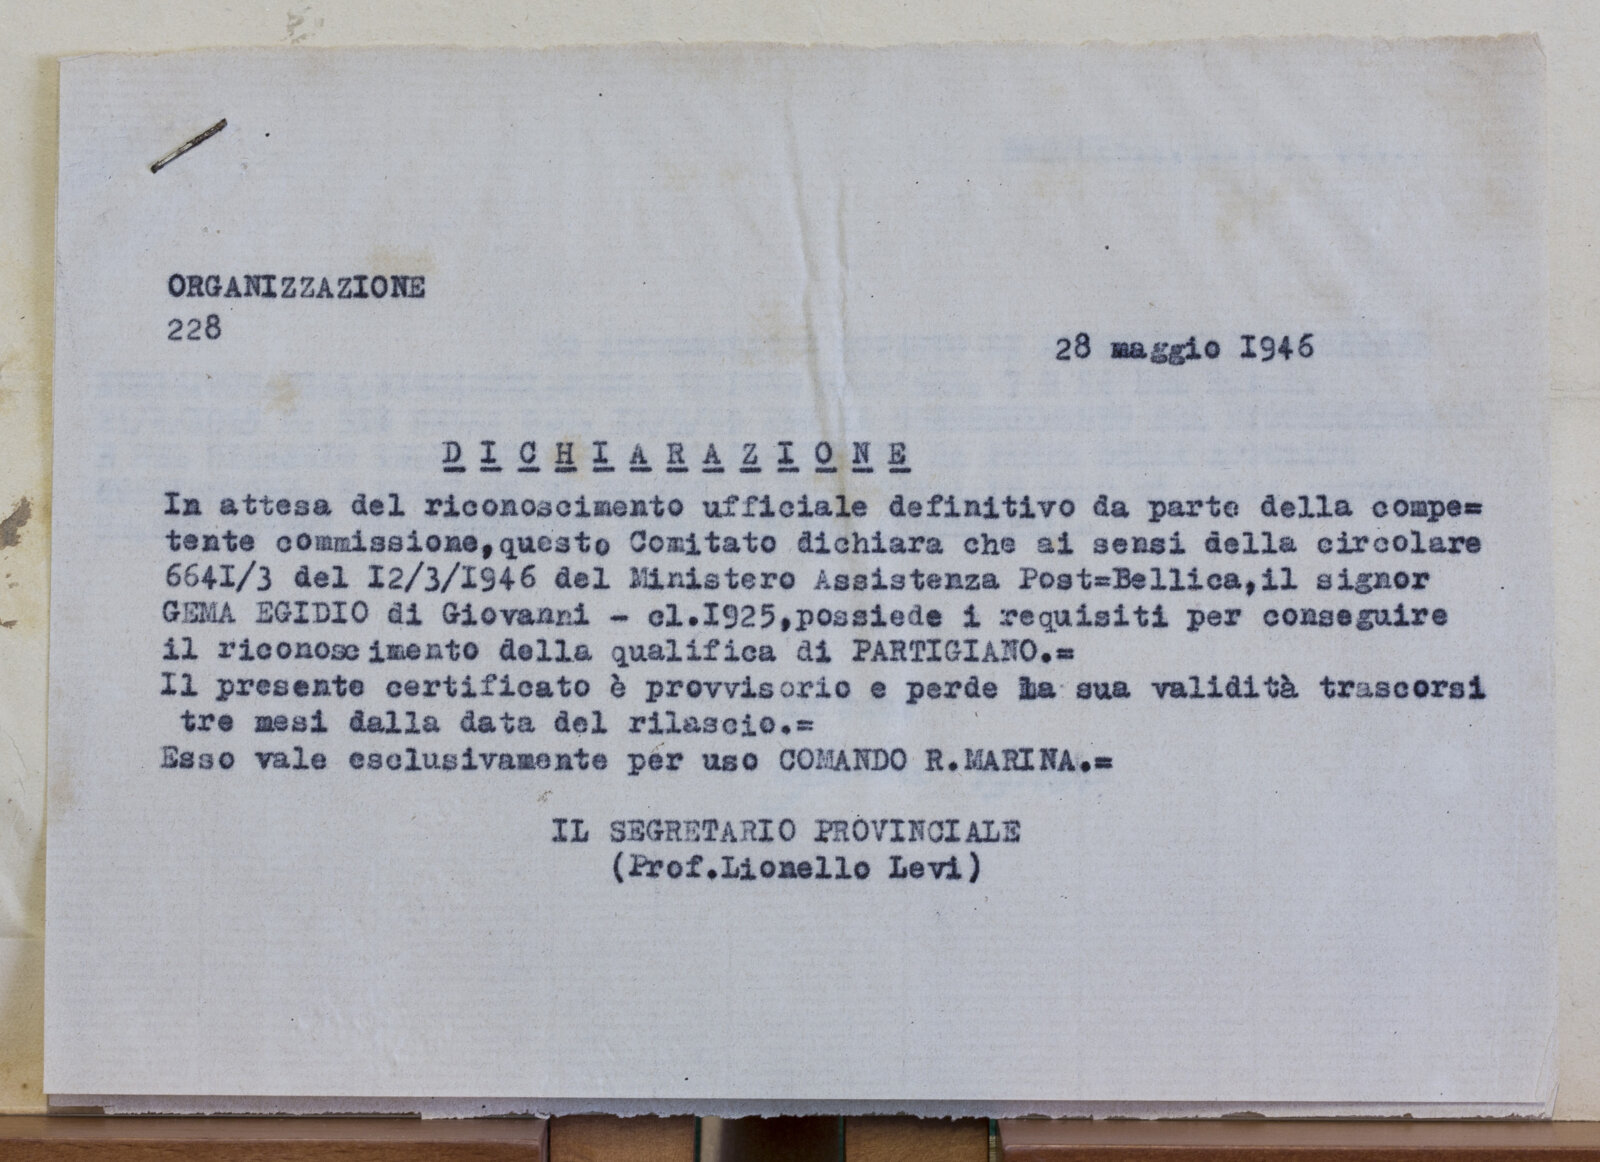 ORGANIZZAZIONE
228
28 maggio I946
D I C H I A R A Z I O N E
In attesa del riconoscimento ufficiale definitivo da parte della compe=
tente commissione,questo Comitato dichiara che ai sensi della circolare
664I/3 del I2/3/I946 del Ministero Assistenza Post=Bellica,il signor
GEMA EGIDIO di Giovanni - cl.I925,possiede i requisiti per conseguire
il riconoscimento della qualifica di PARTIGIANO.=
Il presente certificato è provvisorio e perde la sua validità trascorsi
tre mesi dalla data del rilascio.=
Esso vale esclusivamente per uso COMANDO R.MARINA.=
IL SEGRETARIO PROVINCIALE
(Prof.Lionello Levi)